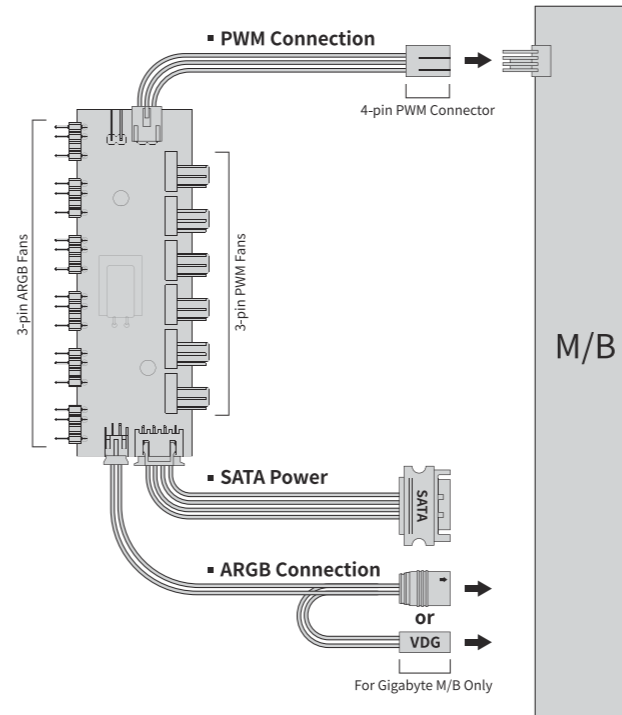 ▪ PWM Connection
4-pin PWM Connector
3-pin ARGB Fans
3-pin PWM Fans
M/B
▪ SATA Power
SATA
▪ ARGB Connection
or
VDG
For Gigabyte M/B Only